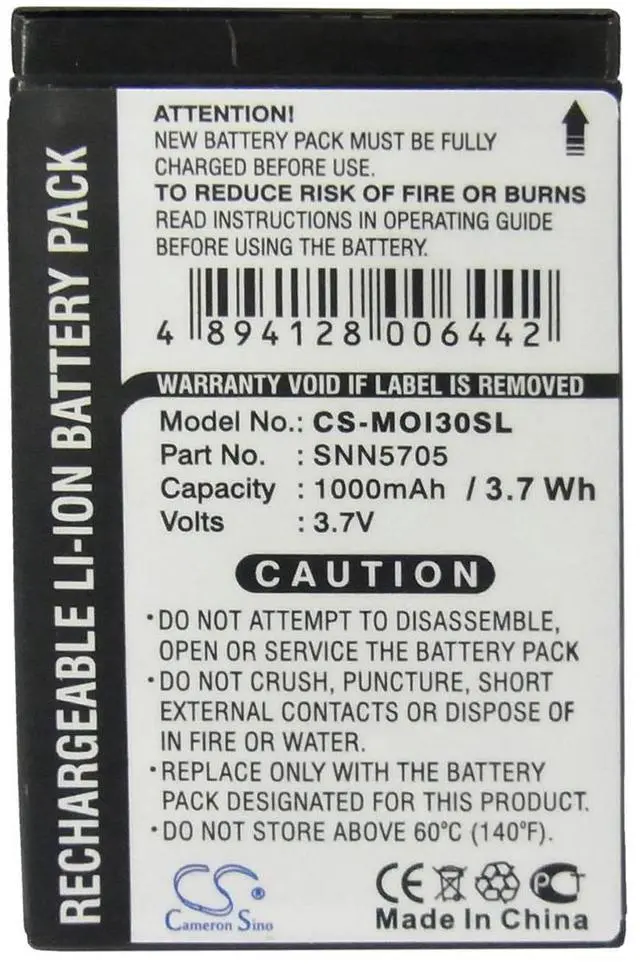 RECHARGEABLE LI-ION BATTERY PACK
ATTENTION!
NEW BATTERY PACK MUST BE FULLY
CHARGED BEFORE USE.
TO REDUCE RISK OF FIRE OR BURNS
READ INSTRUCTIONS IN OPERATING GUIDE
BEFORE USING THE BATTERY.
4 894128 006442
WARRANTY VOID IF LABEL IS REMOVED
Model No.: CS-MOI30SL
Part No. : SNN5705
Capacity : 1000mAh / 3.7 Wh
Volts : 3.7V
CAUTION
•DO NOT ATTEMPT TO DISASSEMBLE,
OPEN OR SERVICE THE BATTERY PACK
•DO NOT CRUSH, PUNCTURE, SHORT
EXTERNAL CONTACTS OR DISPOSE OF
IN FIRE OR WATER.
•REPLACE ONLY WITH THE BATTERY
PACK DESIGNATED FOR THIS PRODUCT.
•DO NOT STORE ABOVE 60°C (140°F).
CS®
Cameron Sino
CE PCT
Made In China